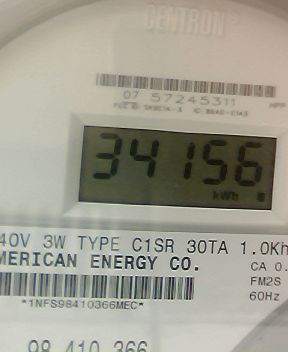 CENTRON®
07 57245311
34156
kWh
40V 3W TYPE C1SR 30TA 1.0Kh
MERICAN ENERGY CO.
CA 0.
FM2S
60Hz
*1NFS98410366MEC*
98 410 366